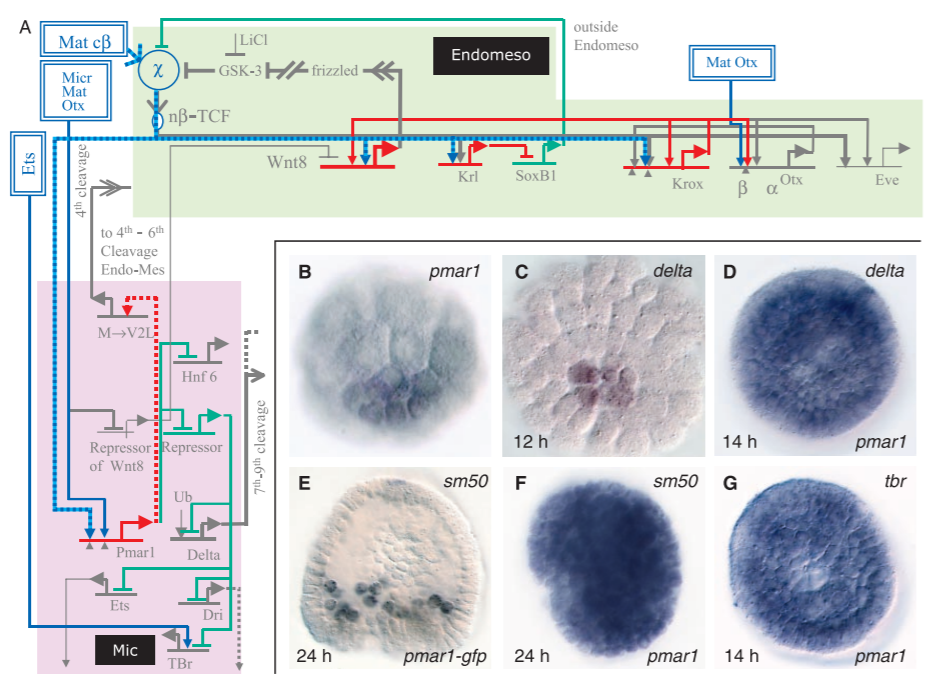 A
Mat cβ
Micr
Mat
Otx
Ets
χ
LiCl
GSK-3
frizzled
nβ-TCF
Endomeso
outside
Endomeso
Mat Otx
Wnt8
Krl
SoxB1
Krox
β
α
Otx
Eve
4th cleavage
to 4th - 6th
Cleavage
Endo-Mes
M→V2L
Hnf 6
Repressor
of Wnt8
Repressor
7th-9th cleavage
Ub
Pmar1
Delta
Ets
Dri
Mic
TBr
B
pmar1
C
delta
12 h
D
delta
14 h
pmar1
E
sm50
24 h
pmar1-gfp
F
sm50
24 h
pmar1
G
tbr
14 h
pmar1